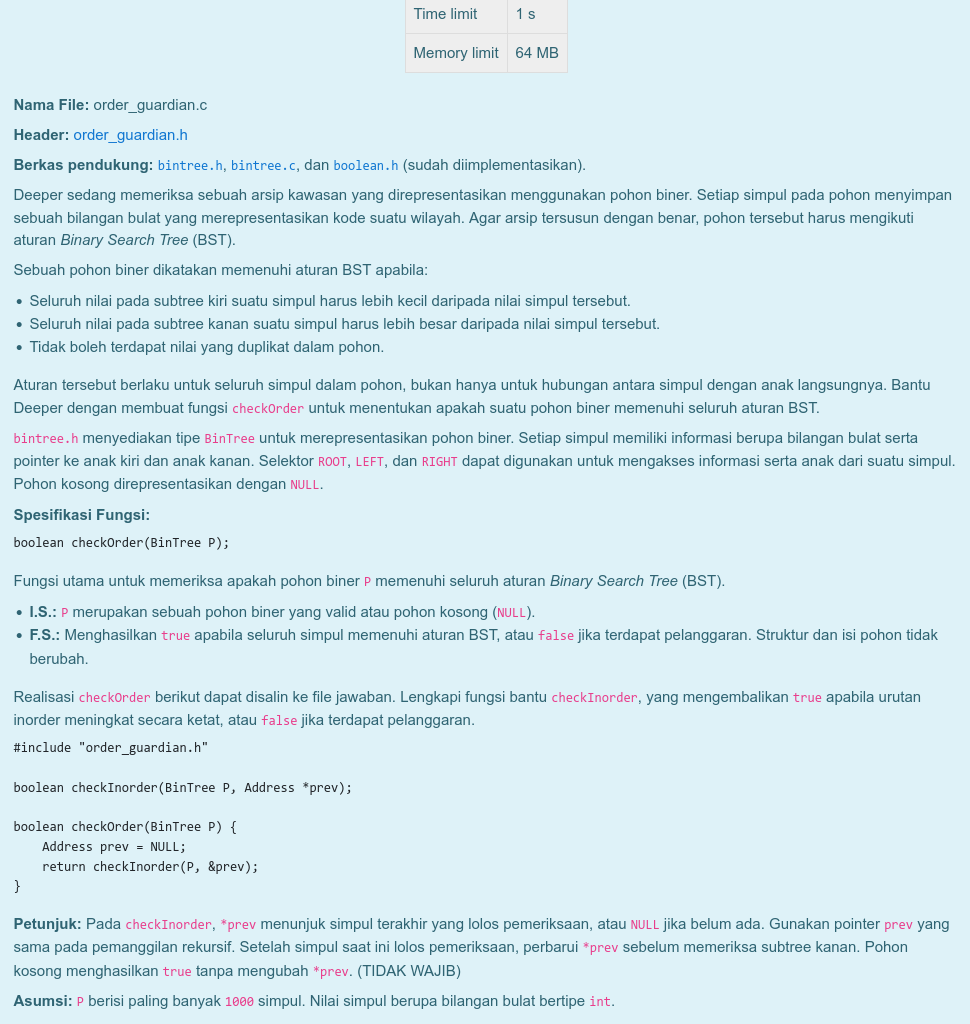 Time limit 1 s
Memory limit 64 MB
Nama File: order_guardian.c
Header: order_guardian.h
Berkas pendukung: bintree.h, bintree.c, dan boolean.h (sudah diimplementasikan).
Deeper sedang memeriksa sebuah arsip kawasan yang direpresentasikan menggunakan pohon biner. Setiap simpul pada pohon menyimpan
sebuah bilangan bulat yang merepresentasikan kode suatu wilayah. Agar arsip tersusun dengan benar, pohon tersebut harus mengikuti
aturan Binary Search Tree (BST).
Sebuah pohon biner dikatakan memenuhi aturan BST apabila:
• Seluruh nilai pada subtree kiri suatu simpul harus lebih kecil daripada nilai simpul tersebut.
• Seluruh nilai pada subtree kanan suatu simpul harus lebih besar daripada nilai simpul tersebut.
• Tidak boleh terdapat nilai yang duplikat dalam pohon.
Aturan tersebut berlaku untuk seluruh simpul dalam pohon, bukan hanya untuk hubungan antara simpul dengan anak langsungnya. Bantu
Deeper dengan membuat fungsi checkOrder untuk menentukan apakah suatu pohon biner memenuhi seluruh aturan BST.
bintree.h menyediakan tipe BinTree untuk merepresentasikan pohon biner. Setiap simpul memiliki informasi berupa bilangan bulat serta
pointer ke anak kiri dan anak kanan. Selektor ROOT, LEFT, dan RIGHT dapat digunakan untuk mengakses informasi serta anak dari suatu simpul.
Pohon kosong direpresentasikan dengan NULL.
Spesifikasi Fungsi:
boolean checkOrder(BinTree P);
Fungsi utama untuk memeriksa apakah pohon biner P memenuhi seluruh aturan Binary Search Tree (BST).
• I.S.: P merupakan sebuah pohon biner yang valid atau pohon kosong (NULL).
• F.S.: Menghasilkan true apabila seluruh simpul memenuhi aturan BST, atau false jika terdapat pelanggaran. Struktur dan isi pohon tidak
berubah.
Realisasi checkOrder berikut dapat disalin ke file jawaban. Lengkapi fungsi bantu checkInorder, yang mengembalikan true apabila urutan
inorder meningkat secara ketat, atau false jika terdapat pelanggaran.
#include "order_guardian.h"
boolean checkInorder(BinTree P, Address *prev);
boolean checkOrder(BinTree P) {
    Address prev = NULL;
    return checkInorder(P, &prev);
}
Petunjuk: Pada checkInorder, *prev menunjuk simpul terakhir yang lolos pemeriksaan, atau NULL jika belum ada. Gunakan pointer prev yang
sama pada pemanggilan rekursif. Setelah simpul saat ini lolos pemeriksaan, perbarui *prev sebelum memeriksa subtree kanan. Pohon
kosong menghasilkan true tanpa mengubah *prev. (TIDAK WAJIB)
Asumsi: P berisi paling banyak 1000 simpul. Nilai simpul berupa bilangan bulat bertipe int.